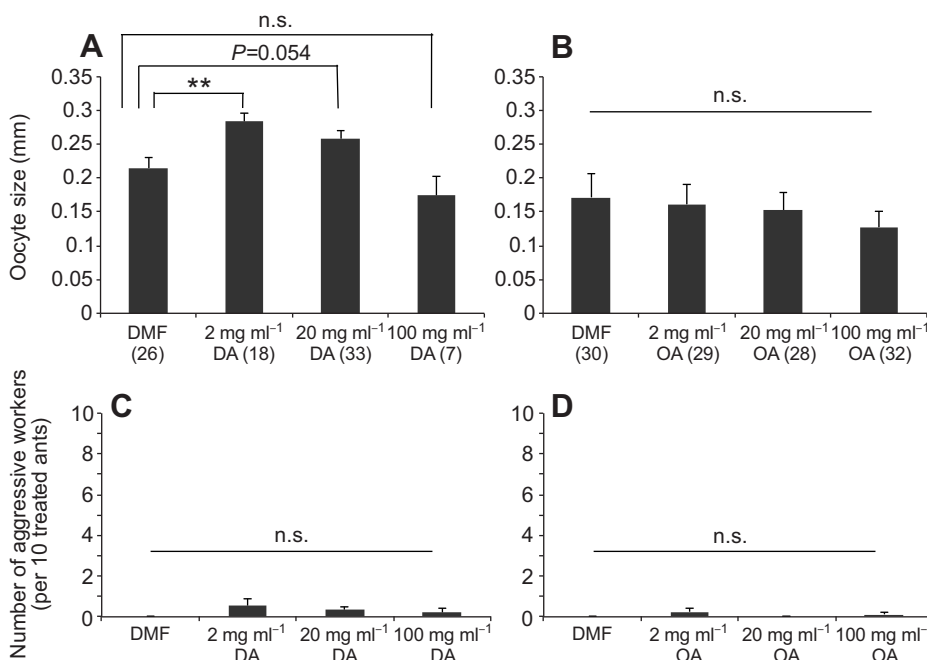 n.s.
A
P=0.054
**
Oocyte size (mm)
0.35
0.3
0.25
0.2
0.15
0.1
0.05
0
DMF
(26)
2 mg ml⁻¹
DA (18)
20 mg ml⁻¹
DA (33)
100 mg ml⁻¹
DA (7)
B
n.s.
0.35
0.3
0.25
0.2
0.15
0.1
0.05
0
DMF
(30)
2 mg ml⁻¹
OA (29)
20 mg ml⁻¹
OA (28)
100 mg ml⁻¹
OA (32)
C
Number of aggressive workers
(per 10 treated ants)
10
8
6
4
2
0
n.s.
DMF
2 mg ml⁻¹
DA
20 mg ml⁻¹
DA
100 mg ml⁻¹
DA
D
10
8
6
4
2
0
n.s.
DMF
2 mg ml⁻¹
OA
20 mg ml⁻¹
OA
100 mg ml⁻¹
OA